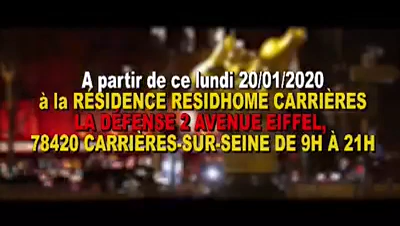 A partir de ce lundi 20/01/2020
à la RÉSIDENCE RESIDHOME CARRIÈRES
LA DÉFENSE 2 AVENUE EIFFEL,
78420 CARRIÈRES-SUR-SEINE DE 9H À 21H